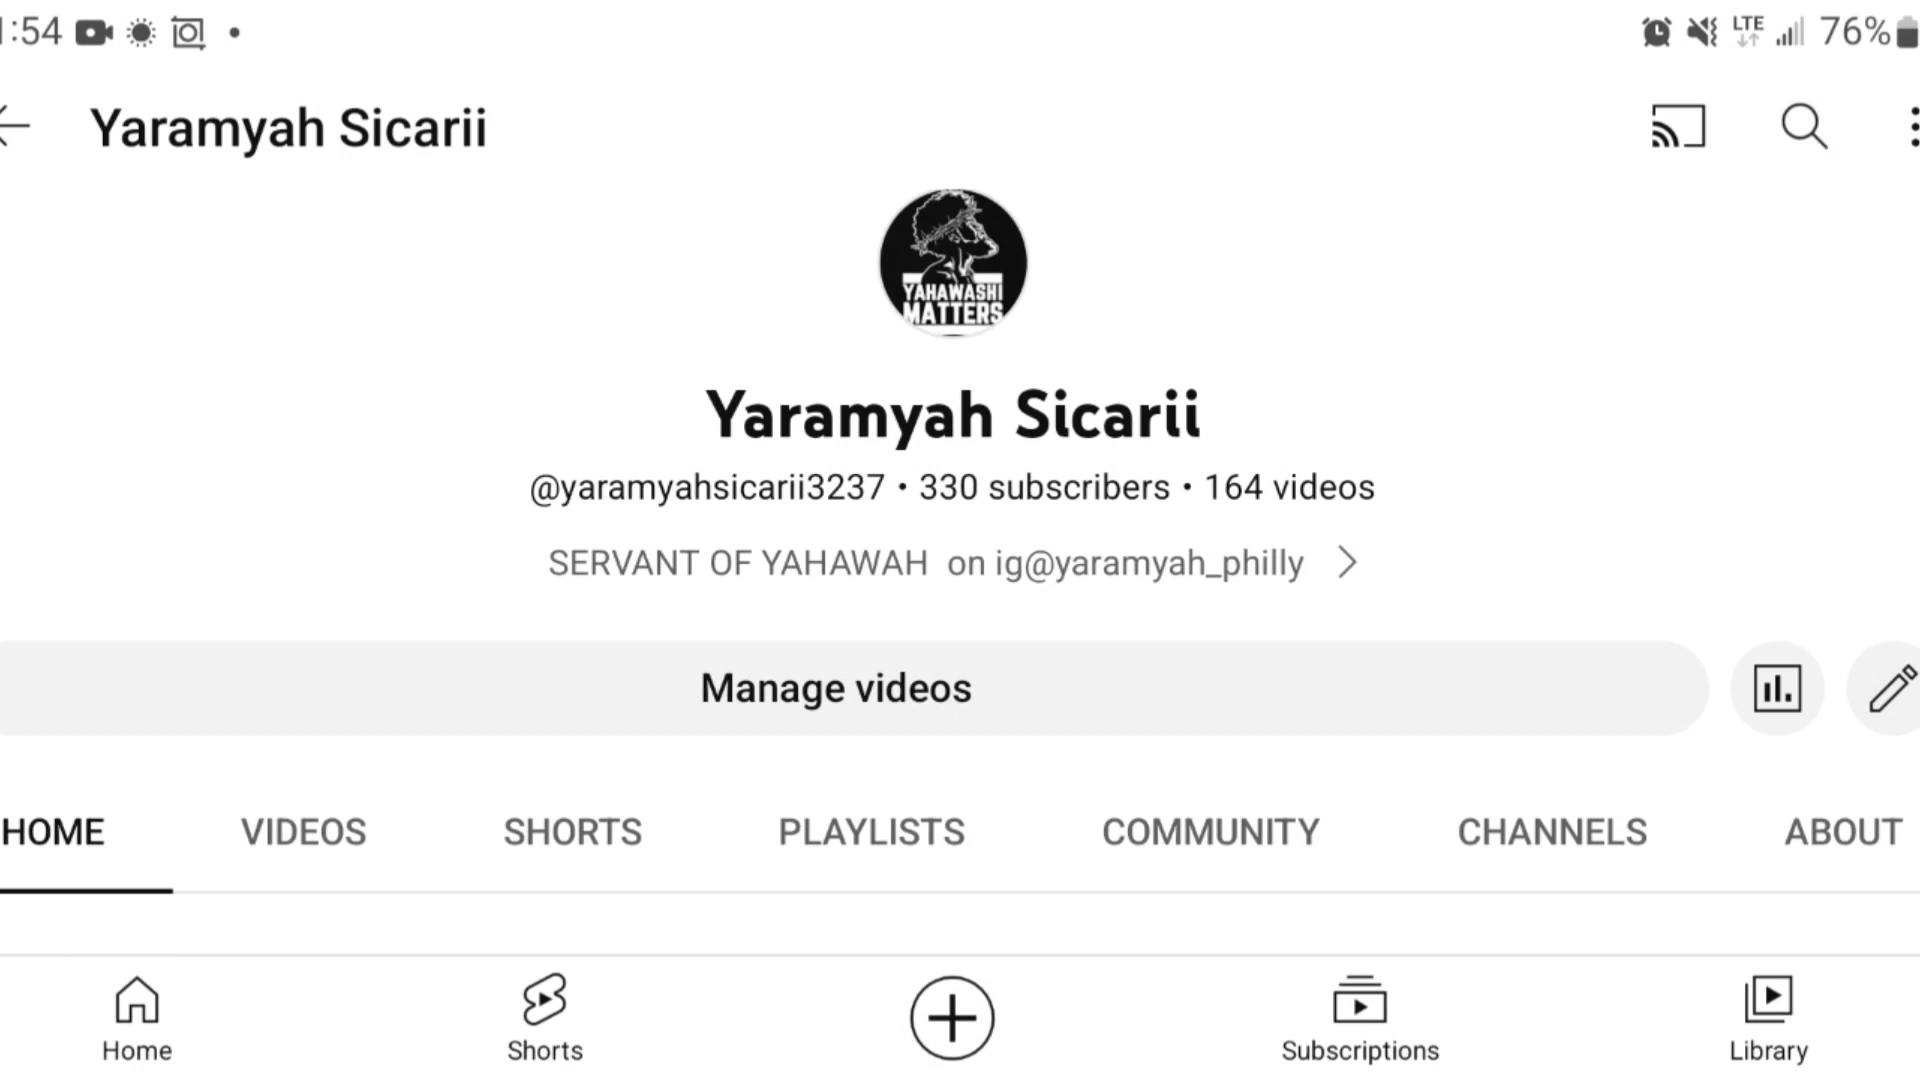 :54
LTE
76%
Yaramyah Sicarii
YAHAWASHI
MATTERS
Yaramyah Sicarii
@yaramyahsicarii3237 • 330 subscribers • 164 videos
SERVANT OF YAHAWAH on ig@yaramyah_philly
Manage videos
HOME VIDEOS SHORTS PLAYLISTS COMMUNITY CHANNELS ABOUT
Home Shorts Subscriptions Library